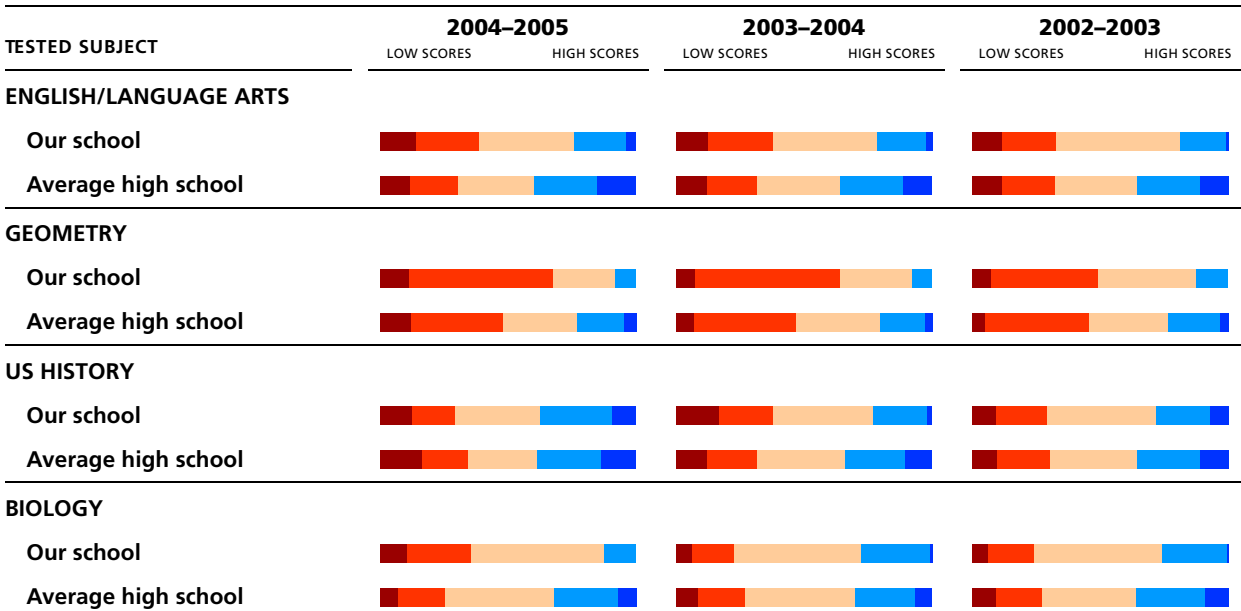 2004–2005 2003–2004 2002–2003
TESTED SUBJECT LOW SCORES HIGH SCORES LOW SCORES HIGH SCORES LOW SCORES HIGH SCORES
ENGLISH/LANGUAGE ARTS
Our school
Average high school
GEOMETRY
Our school
Average high school
US HISTORY
Our school
Average high school
BIOLOGY
Our school
Average high school